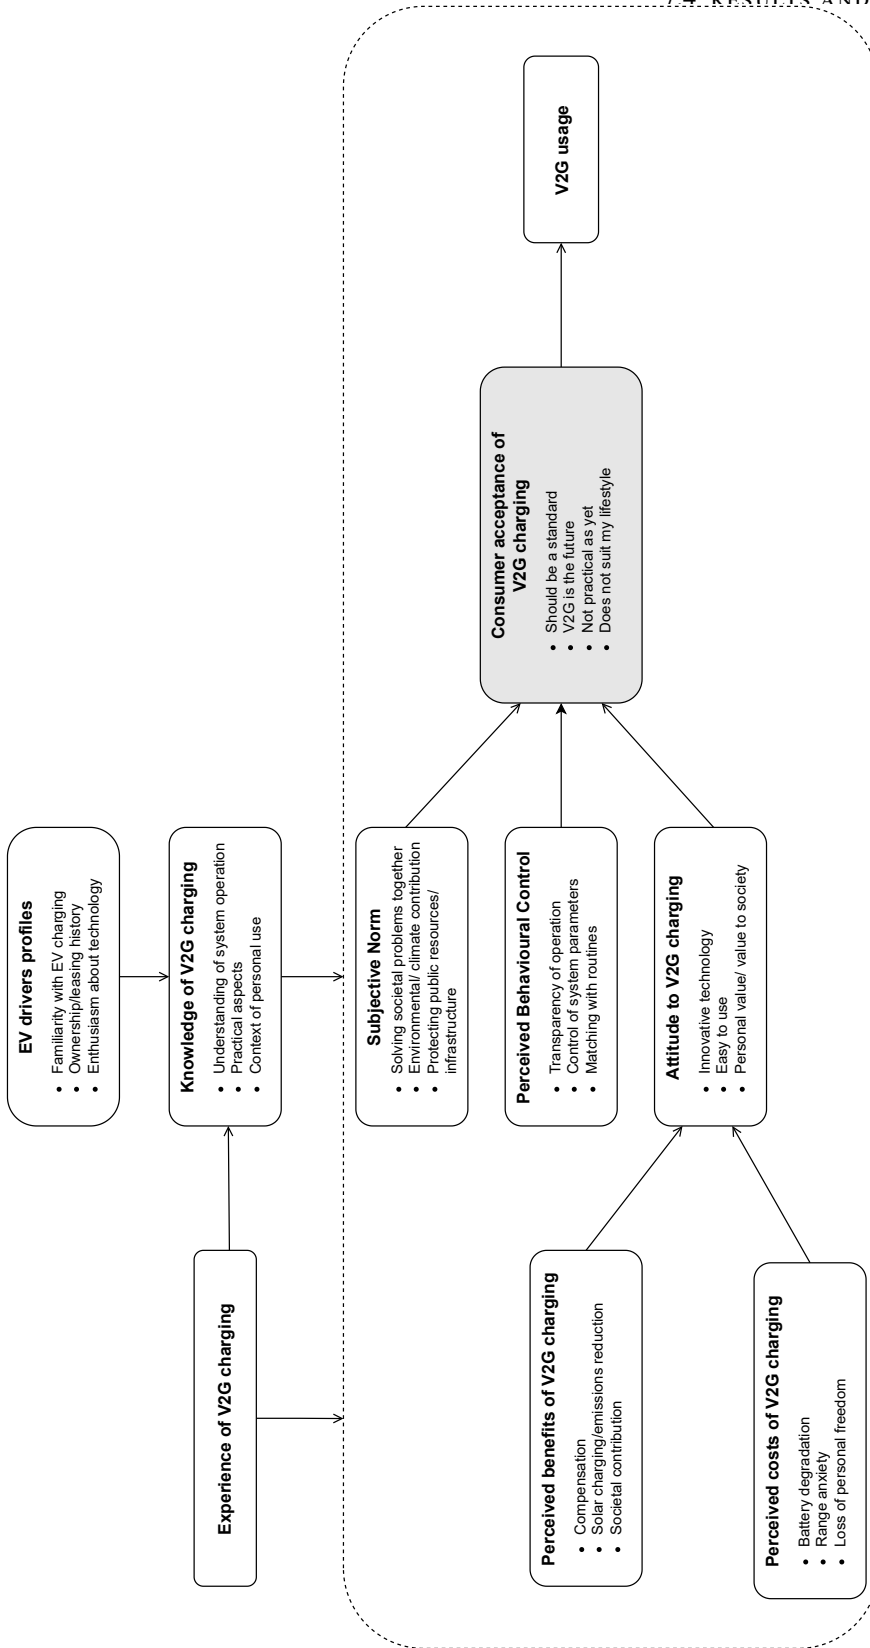 7.4. RESULTS AND
EV drivers profiles
• Familiarity with EV charging
• Ownership/leasing history
• Enthusiasm about technology
Experience of V2G charging
Knowledge of V2G charging
• Understanding of system operation
• Practical aspects
• Context of personal use
Subjective Norm
• Solving societal problems together
• Environmental/ climate contribution
• Protecting public resources/
infrastructure
Perceived Behavioural Control
• Transparency of operation
• Control of system parameters
• Matching with routines
Attitude to V2G charging
• Innovative technology
• Easy to use
• Personal value/ value to society
Perceived benefits of V2G charging
• Compensation
• Solar charging/emissions reduction
• Societal contribution
Perceived costs of V2G charging
• Battery degradation
• Range anxiety
• Loss of personal freedom
Consumer acceptance of
V2G charging
• Should be a standard
• V2G is the future
• Not practical as yet
• Does not suit my lifestyle
V2G usage